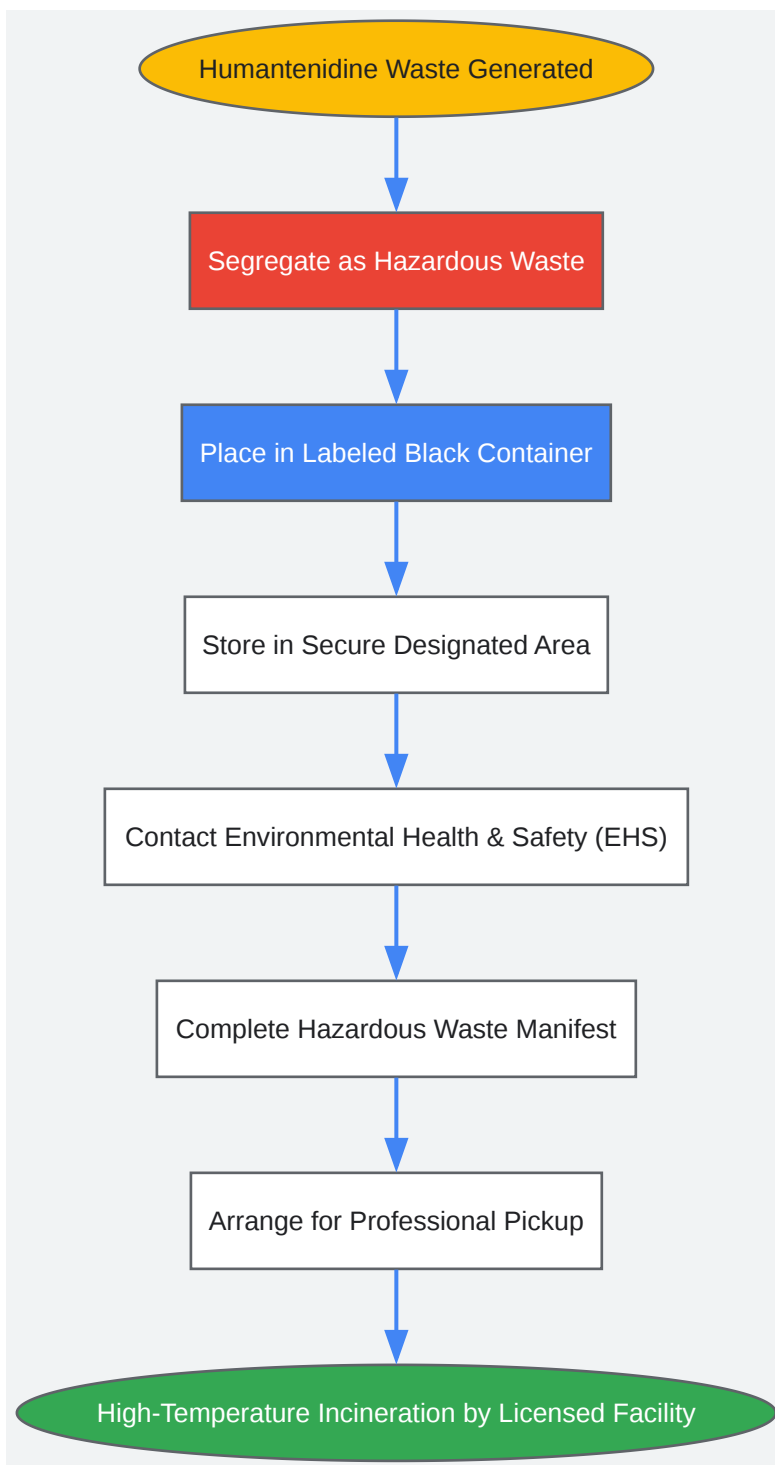 Humantenidine Waste Generated
Segregate as Hazardous Waste
Place in Labeled Black Container
Store in Secure Designated Area
Contact Environmental Health & Safety (EHS)
Complete Hazardous Waste Manifest
Arrange for Professional Pickup
High-Temperature Incineration by Licensed Facility